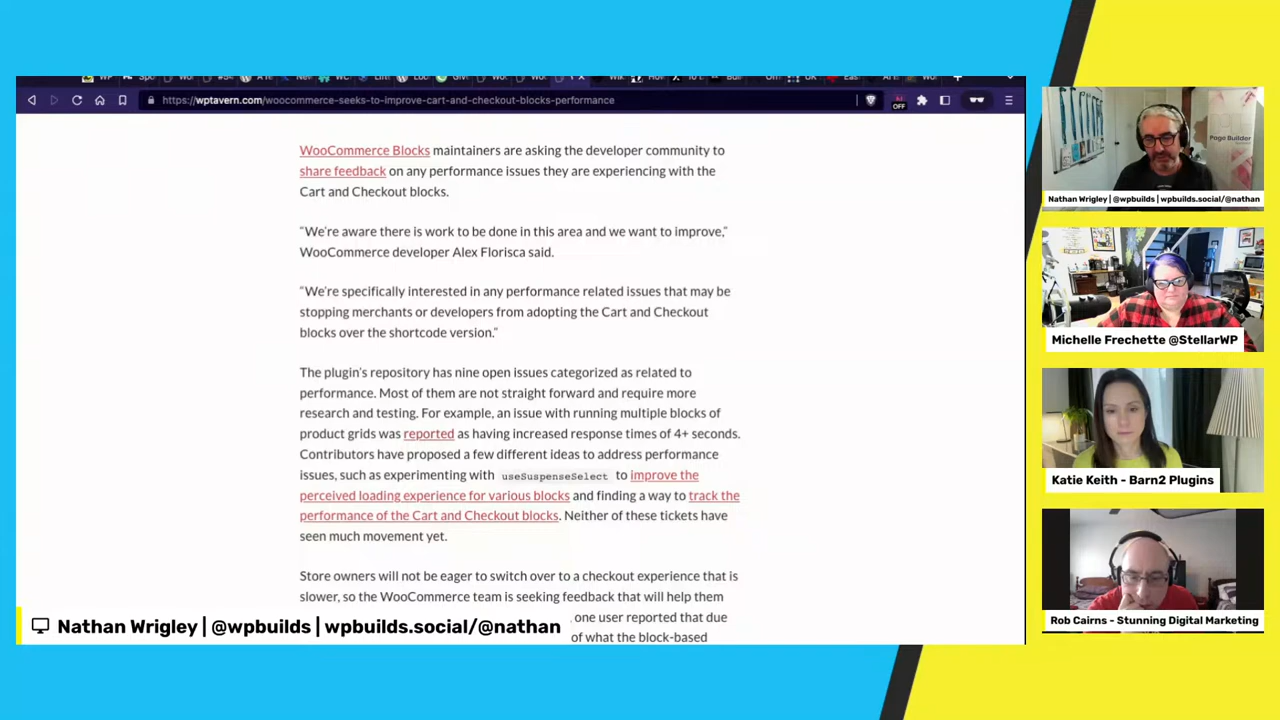 https://wptavern.com/woocommerce-seeks-to-improve-cart-and-checkout-blocks-performance
OFF
WooCommerce Blocks maintainers are asking the developer community to
share feedback on any performance issues they are experiencing with the
Cart and Checkout blocks.
“We’re aware there is work to be done in this area and we want to improve,”
WooCommerce developer Alex Florisca said.
“We’re specifically interested in any performance related issues that may be
stopping merchants or developers from adopting the Cart and Checkout
blocks over the shortcode version.”
The plugin’s repository has nine open issues categorized as related to
performance. Most of them are not straight forward and require more
research and testing. For example, an issue with running multiple blocks of
product grids was reported as having increased response times of 4+ seconds.
Contributors have proposed a few different ideas to address performance
issues, such as experimenting with useSuspenseSelect to improve the
perceived loading experience for various blocks and finding a way to track the
performance of the Cart and Checkout blocks. Neither of these tickets have
seen much movement yet.
Store owners will not be eager to switch over to a checkout experience that is
slower, so the WooCommerce team is seeking feedback that will help them
one user reported that due
of what the block-based
Nathan Wrigley | @wpbuilds | wpbuilds.social/@nathan
Page Builder
Nathan Wrigley | @wpbuilds | wpbuilds.social/@nathan
Michelle Frechette @StellarWP
Katie Keith - Barn2 Plugins
Rob Cairns - Stunning Digital Marketing